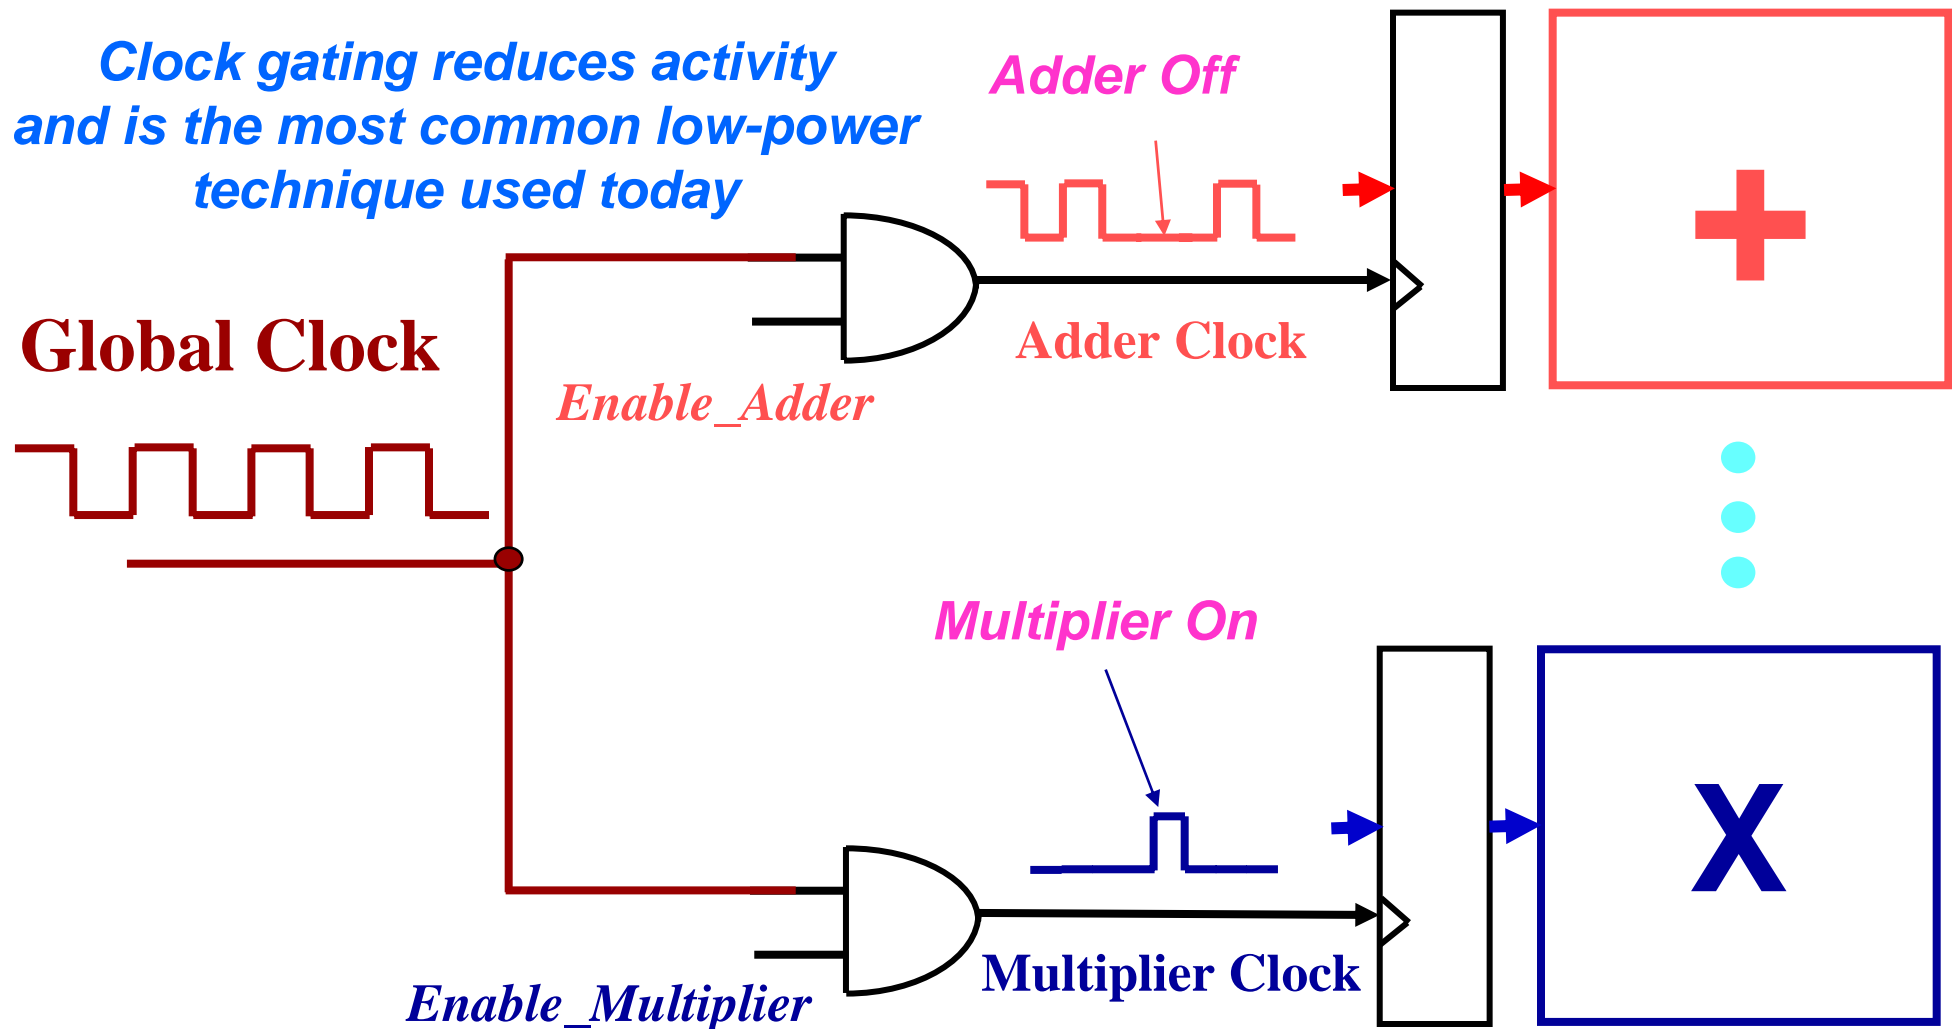 Clock gating reduces activity
and is the most common low-power
technique used today
Adder Off
+
Global Clock
Adder Clock
Enable_Adder
Multiplier On
X
Multiplier Clock
Enable_Multiplier